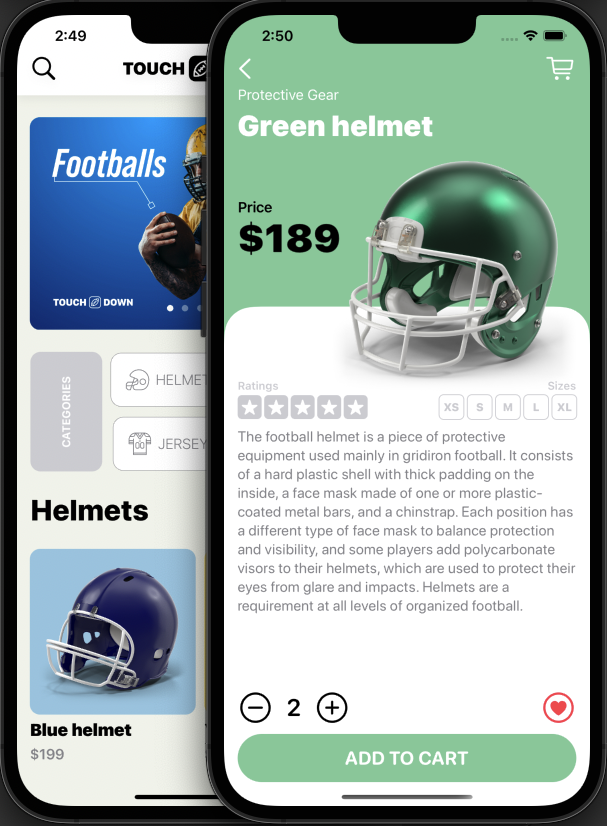 2:49
TOUCH
Footballs
TOUCH DOWN
CATEGORIES
HELMET
JERSEY
Helmets
Blue helmet
$199
2:50
Protective Gear
Green helmet
Price
$189
Ratings
Sizes
XS S M L XL
The football helmet is a piece of protective
equipment used mainly in gridiron football. It consists
of a hard plastic shell with thick padding on the
inside, a face mask made of one or more plastic-
coated metal bars, and a chinstrap. Each position has
a different type of face mask to balance protection
and visibility, and some players add polycarbonate
visors to their helmets, which are used to protect their
eyes from glare and impacts. Helmets are a
requirement at all levels of organized football.
2
ADD TO CART